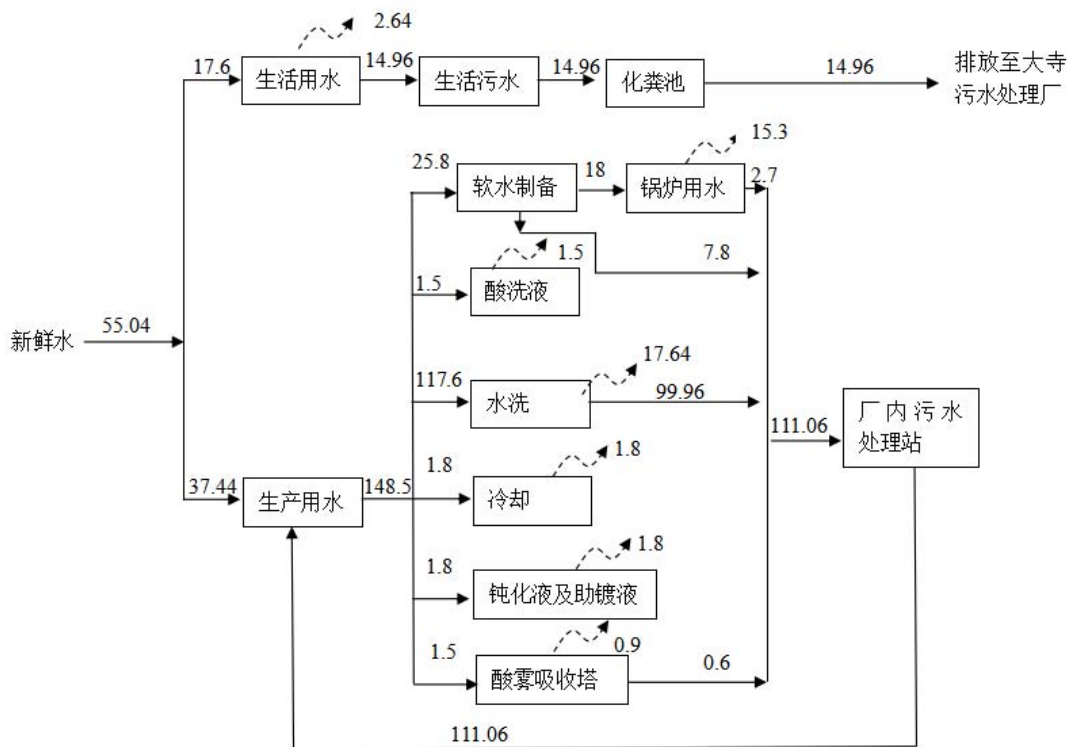 2.64
17.6
生活用水
14.96
生活污水
14.96
化粪池
14.96
排放至大寺
污水处理厂
15.3
25.8
软水制备
18
锅炉用水
2.7
1.5
7.8
1.5
酸洗液
新鲜水
55.04
17.64
117.6
水洗
99.96
厂内污水
处理站
111.06
1.8
1.8
37.44
生产用水
148.5
冷却
1.8
1.8
钝化液及助镀液
1.5
0.9
0.6
酸雾吸收塔
111.06